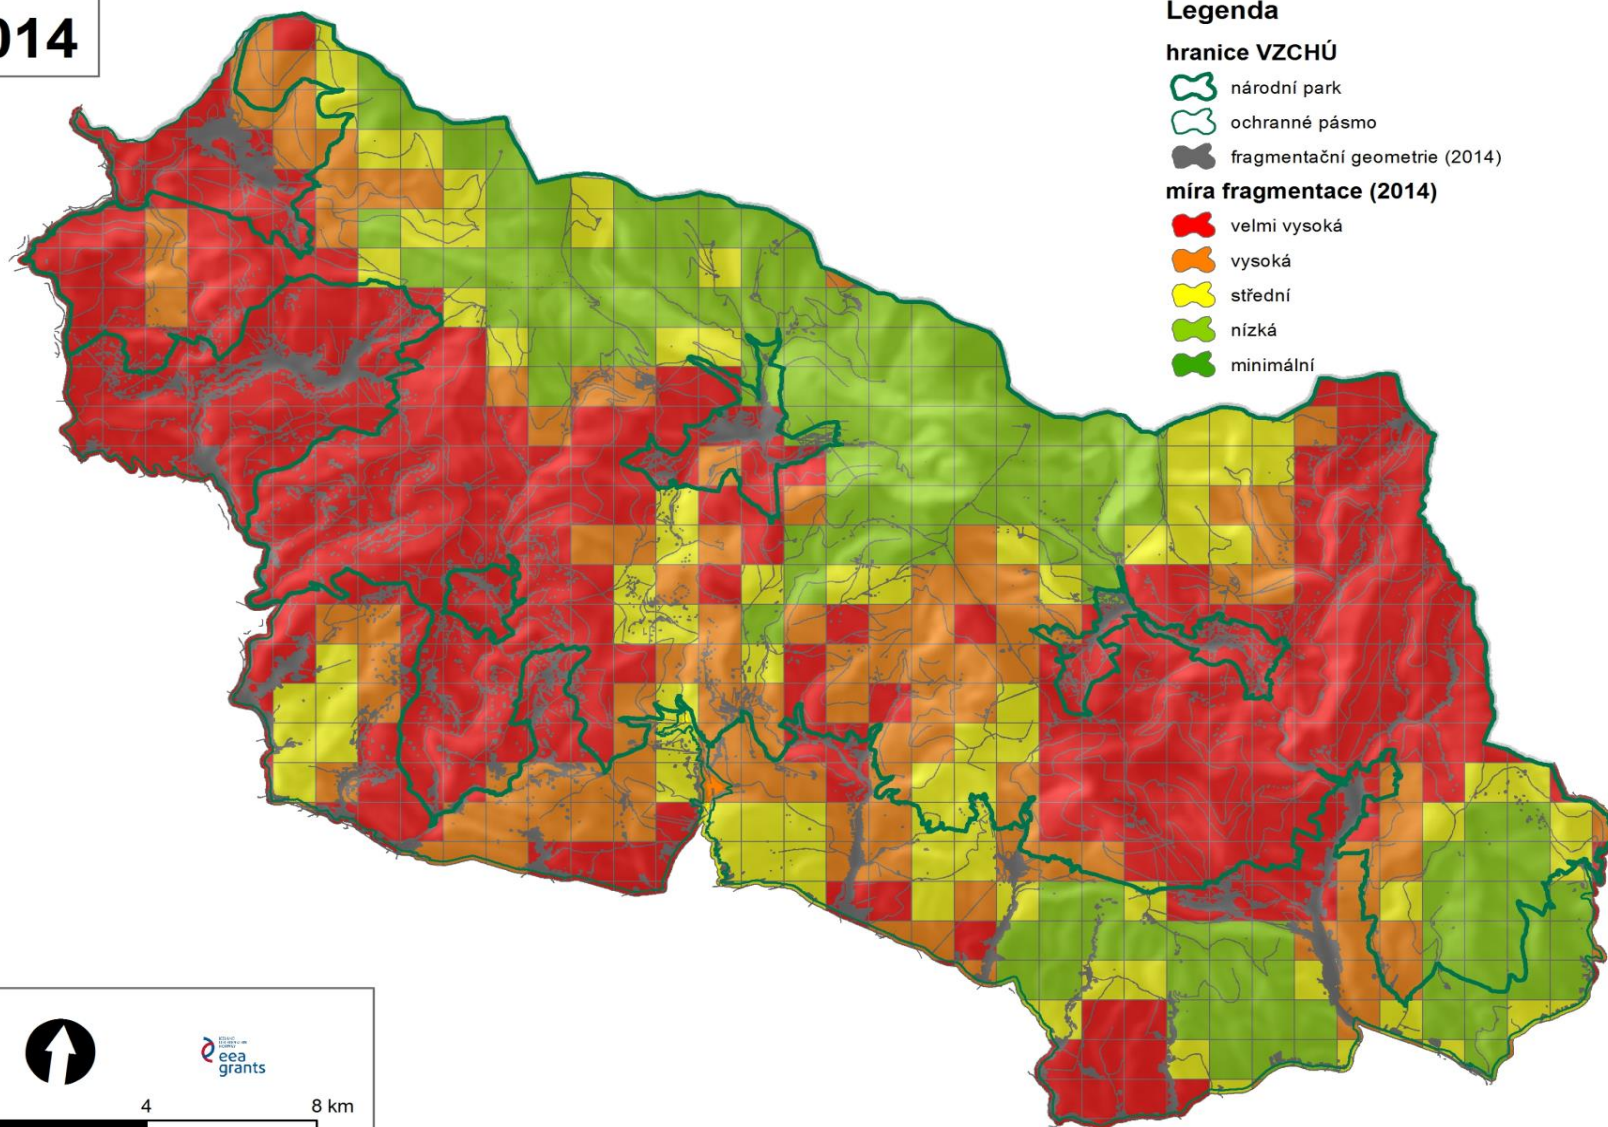 014
Legenda
hranice VZCHÚ
národní park
ochranné pásmo
fragmentační geometrie (2014)
míra fragmentace (2014)
velmi vysoká
vysoká
střední
nízká
minimální
eea
grants
4 8 km